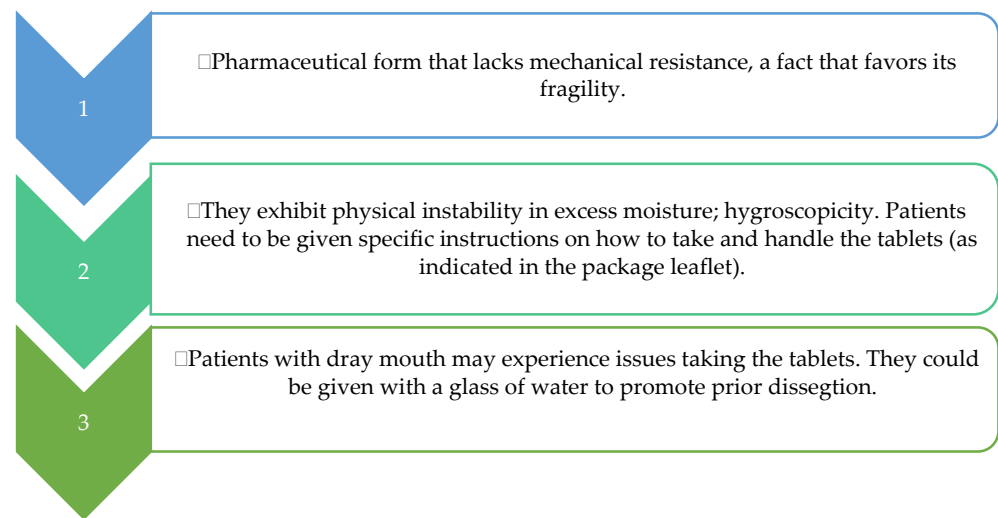 1
□Pharmaceutical form that lacks mechanical resistance, a fact that favors its
fragility.
2
□They exhibit physical instability in excess moisture; hygroscopicity. Patients
need to be given specific instructions on how to take and handle the tablets (as
indicated in the package leaflet).
3
□Patients with dray mouth may experience issues taking the tablets. They could
be given with a glass of water to promote prior dissegtion.